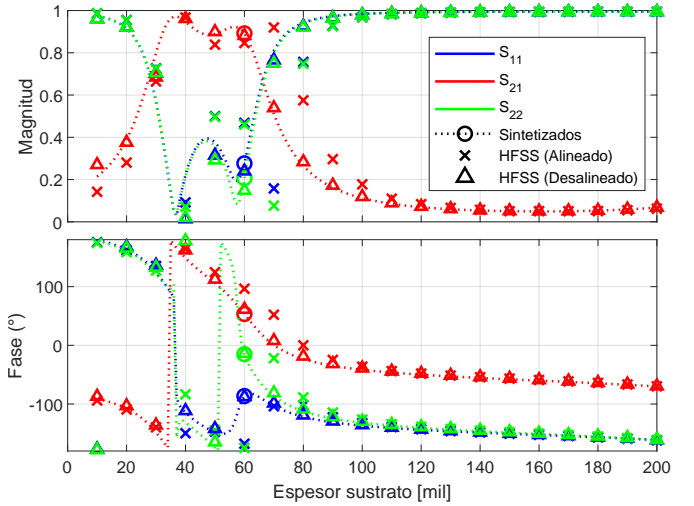 1
0.8
0.6
0.4
0.2
0
Magnitud
S11
S21
S22
Sintetizados
HFSS (Alineado)
HFSS (Desalineado)
100
0
-100
Fase (°)
0 20 40 60 80 100 120 140 160 180 200
Espesor sustrato [mil]